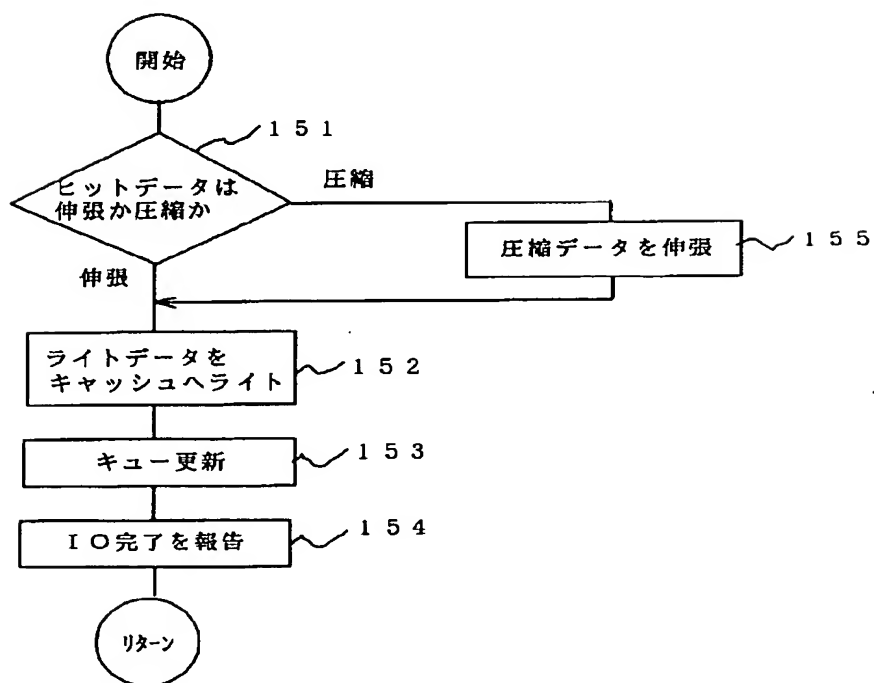 開始
151
ヒットデータは
伸張か圧縮か
圧縮
圧縮データを伸張
155
伸張
ライトデータを
キャッシュへライト
152
キュー更新
153
IO完了を報告
154
リターン